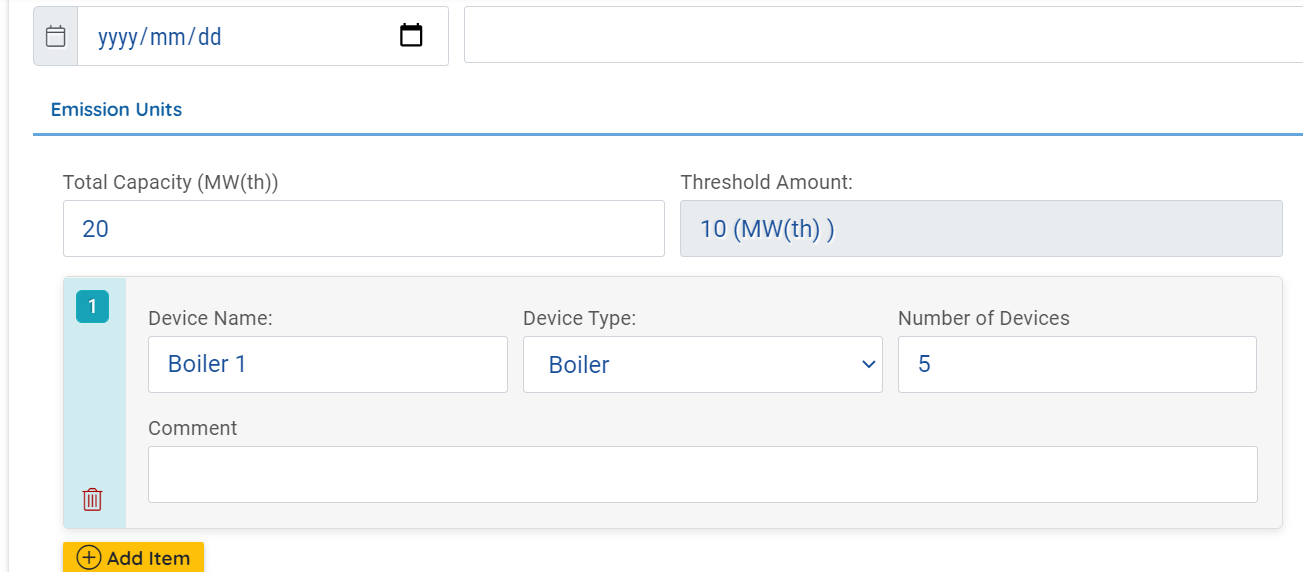 yyyy/mm/dd
Emission Units
Total Capacity (MW(th)) Threshold Amount:
20 10 (MW(th) )
1
Device Name: Device Type: Number of Devices
Boiler 1 Boiler 5
Comment
Add Item